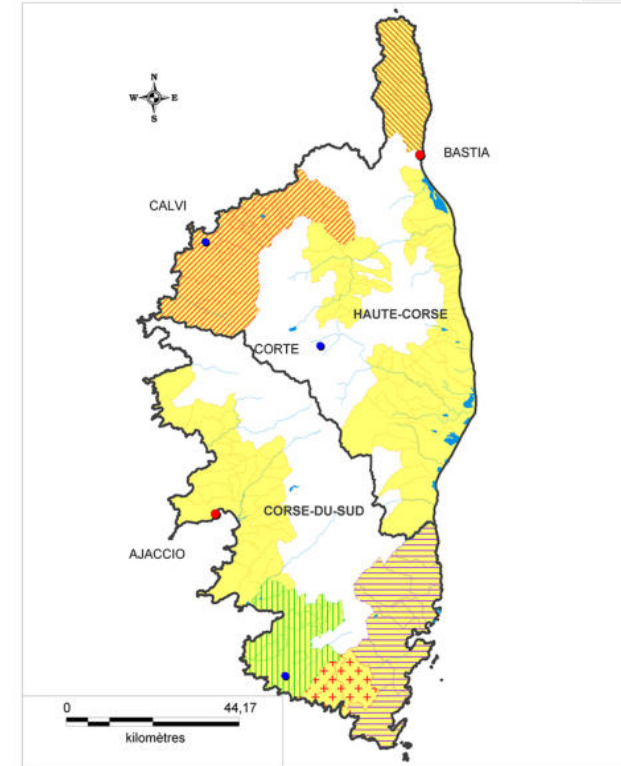 N
W E
S
BASTIA
CALVI
HAUTE-CORSE
CORTE
CORSE-DU-SUD
AJACCIO
0 44,17
kilomètres